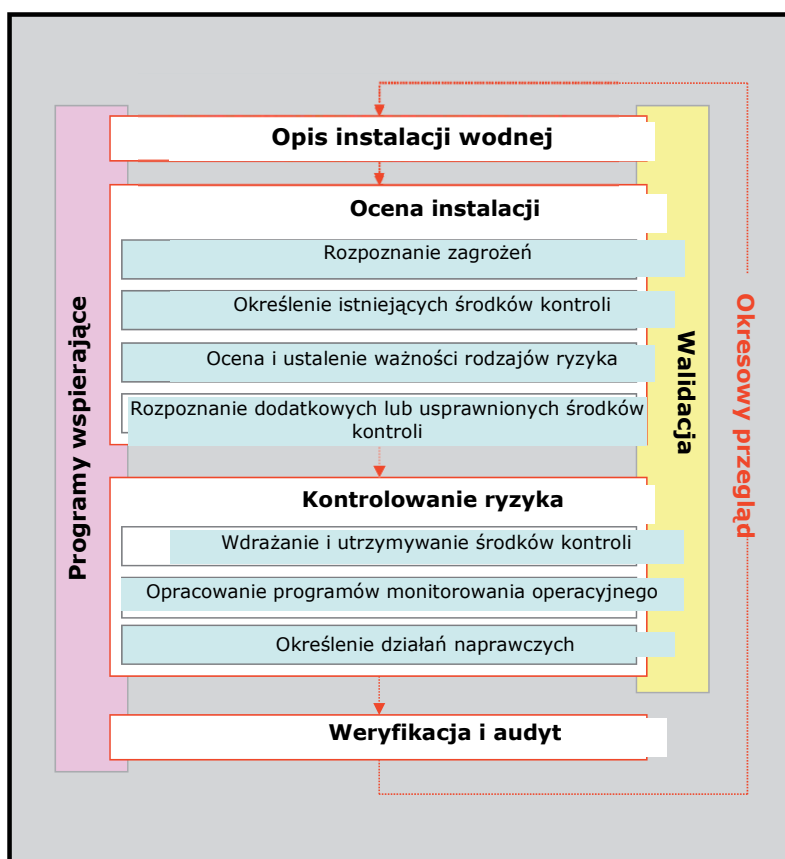 Opis instalacji wodnej
Ocena instalacji
Rozpoznanie zagrożeń
Określenie istniejących środków kontroli
Ocena i ustalenie ważności rodzajów ryzyka
Rozpoznanie dodatkowych lub usprawnionych środków
kontroli
Kontrolowanie ryzyka
Wdrażanie i utrzymywanie środków kontroli
Opracowanie programów monitorowania operacyjnego
Określenie działań naprawczych
Weryfikacja i audyt
Programy wspierające
Walidacja
Okresowy przegląd